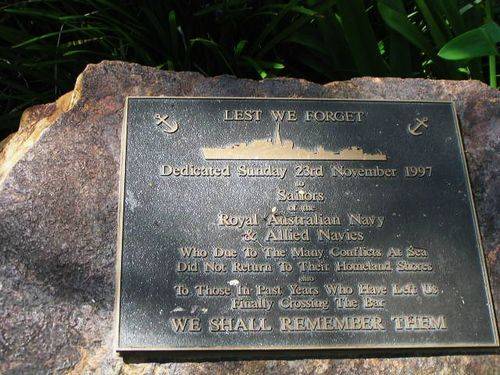 LEST WE FORGET
Dedicated Sunday 23rd November 1997
to
Sailors
of the
Royal Australian Navy
& Allied Navies
Who Due To The Many Conflicts At Sea
Did Not Return To Their Homeland Shores
also
To Those In Past Years Who Have Left Us
Finally Crossing The Bar
WE SHALL REMEMBER THEM